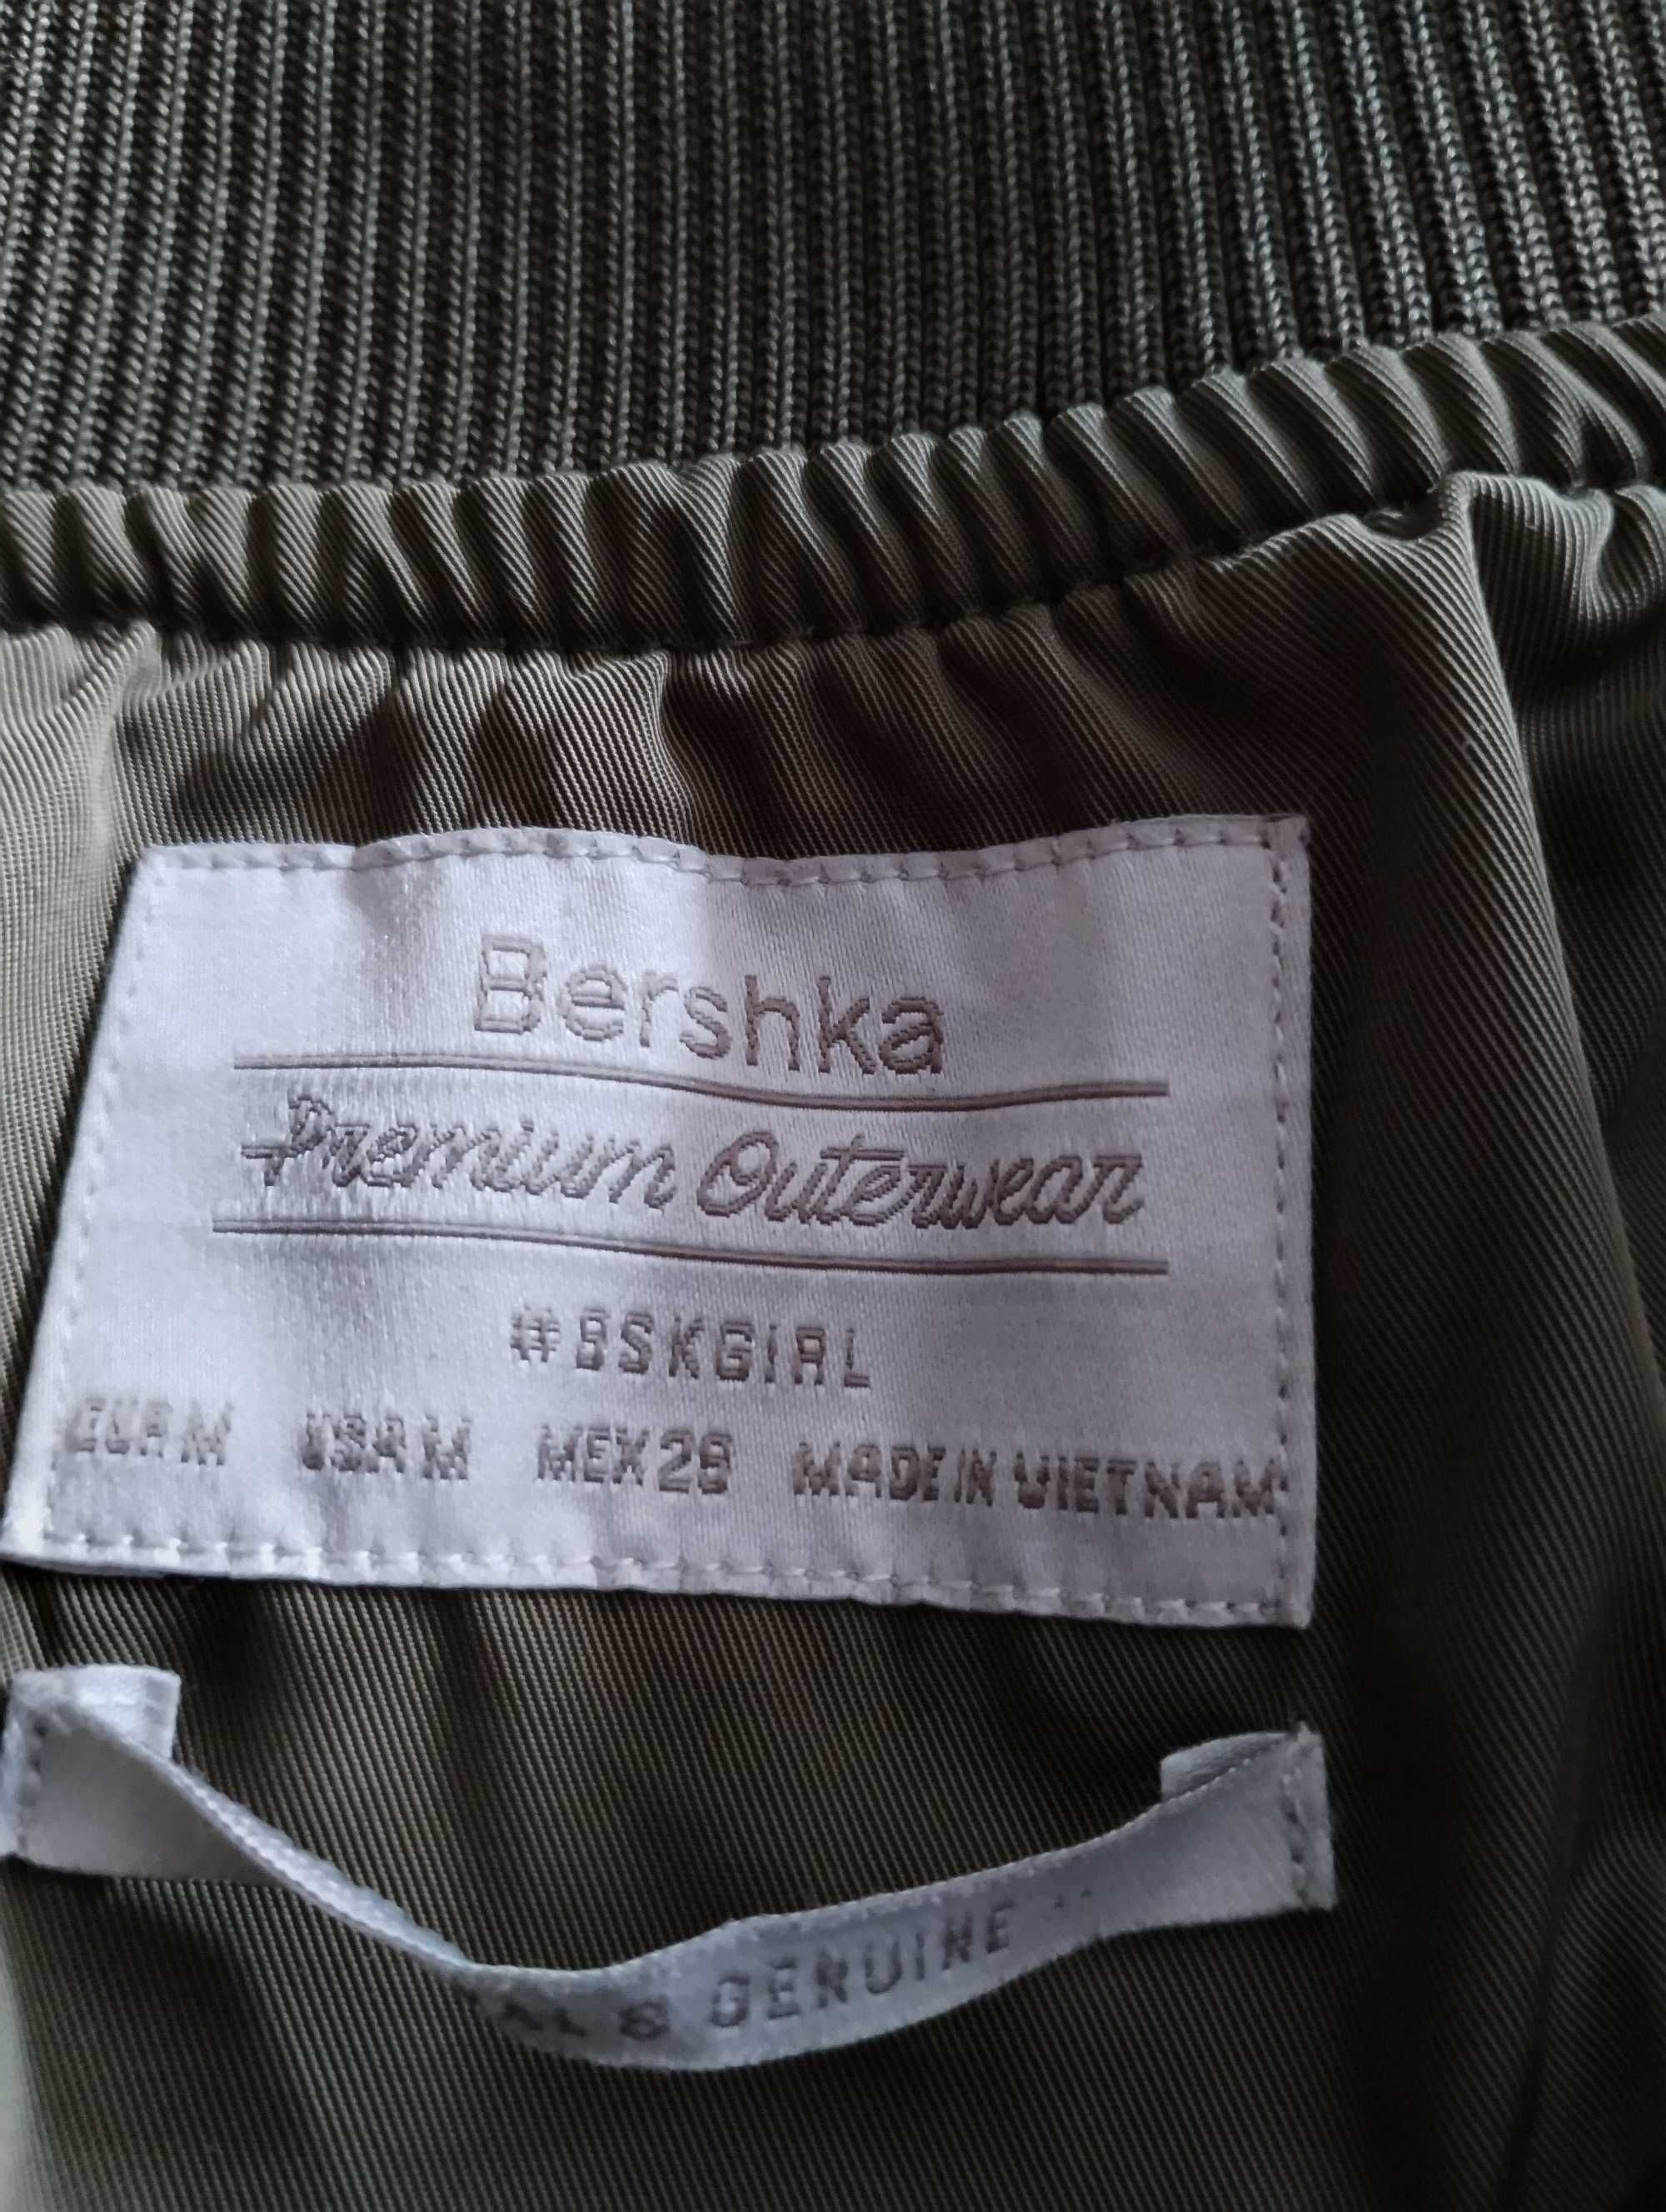 Bershka
Premium Outerwear
#BSKGIRL
EUR M USA M MEX 28 MADE IN VIETNAM
& GENUINE